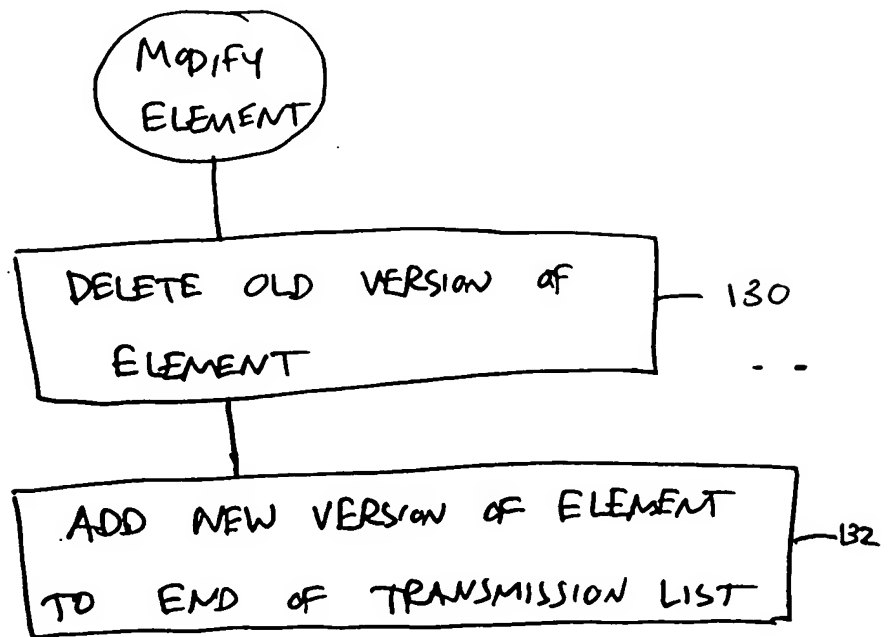 MODIFY
ELEMENT
DELETE OLD VERSION OF
ELEMENT
130
ADD NEW VERSION OF ELEMENT
TO END OF TRANSMISSION LIST
132